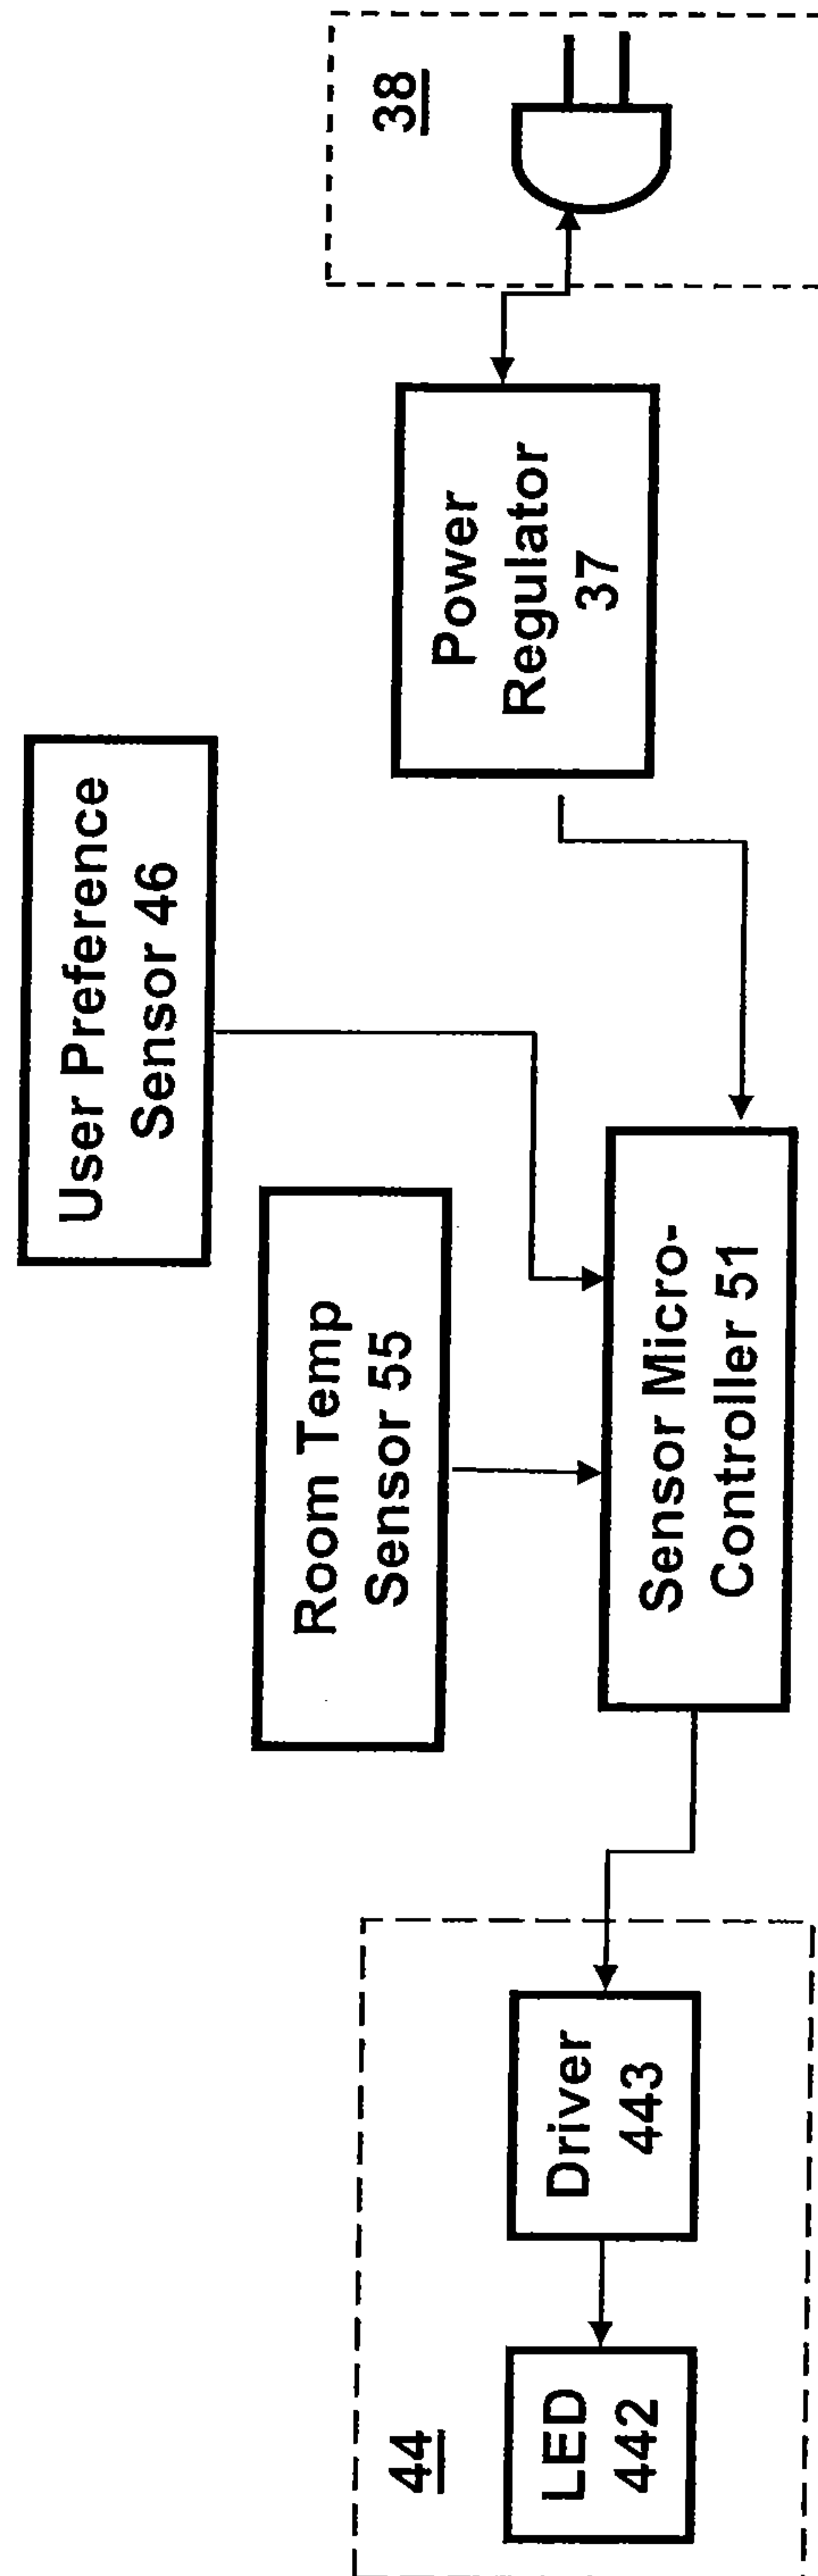 44
LED
442
Driver
443
Room Temp
Sensor 55
User Preference
Sensor 46
Sensor Micro-
Controller 51
Power
Regulator
37
38